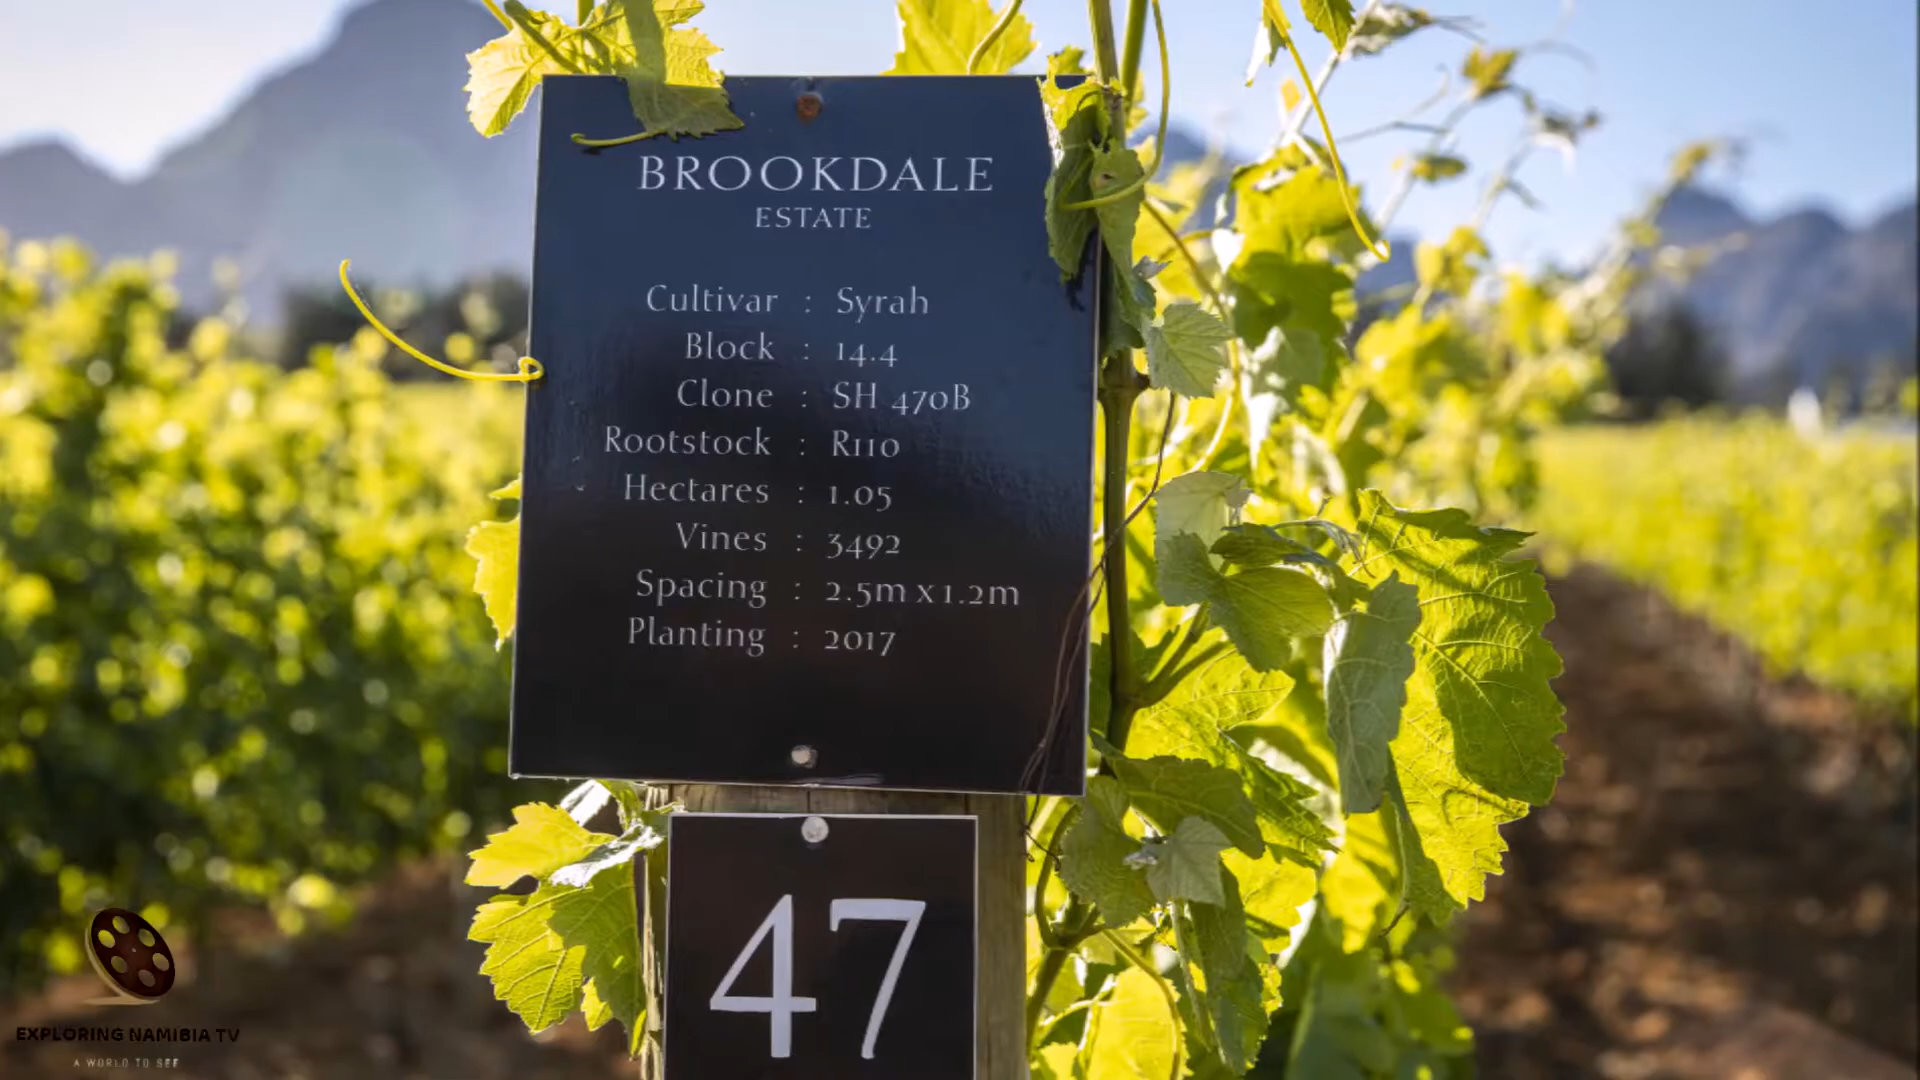 BROOKDALE
ESTATE
Cultivar : Syrah
Block : 14.4
Clone : SH 470B
Rootstock : R110
Hectares : 1.05
Vines : 3492
Spacing : 2.5m x 1.2m
Planting : 2017
47
EXPLORING NAMIBIA TV
A WORLD TO SEE